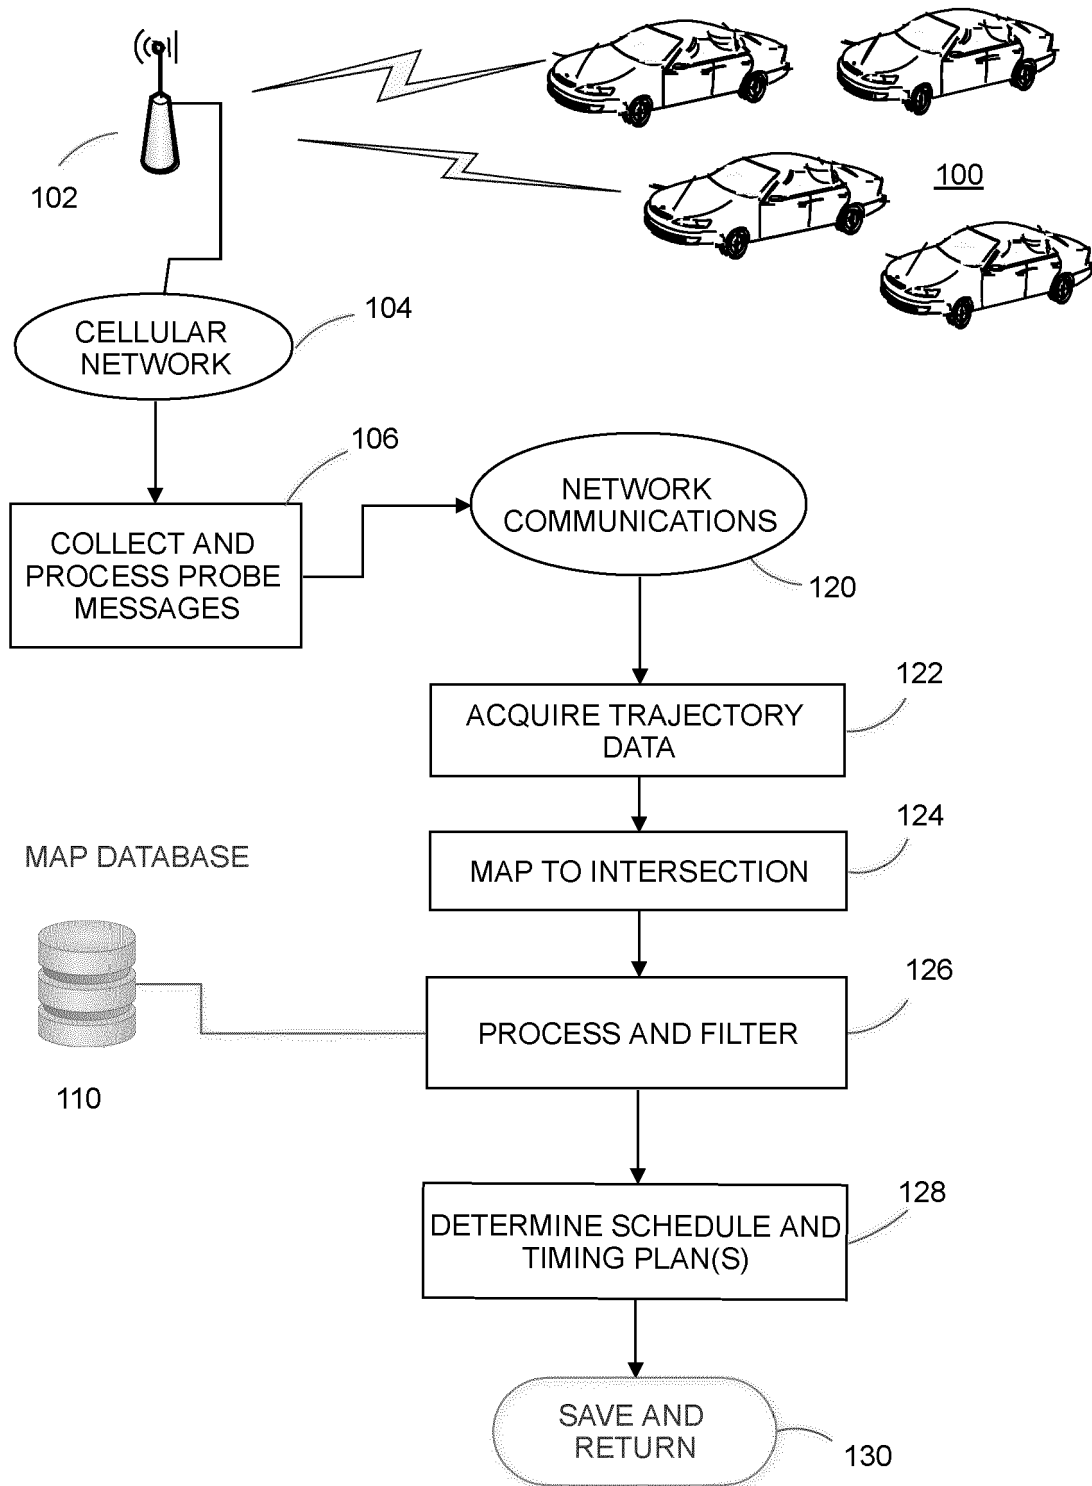 100
102
CELLULAR
NETWORK
104
106
COLLECT AND
PROCESS PROBE
MESSAGES
NETWORK
COMMUNICATIONS
120
ACQUIRE TRAJECTORY
DATA
122
MAP TO INTERSECTION
124
MAP DATABASE
110
PROCESS AND FILTER
126
DETERMINE SCHEDULE AND
TIMING PLAN(S)
128
SAVE AND
RETURN
130